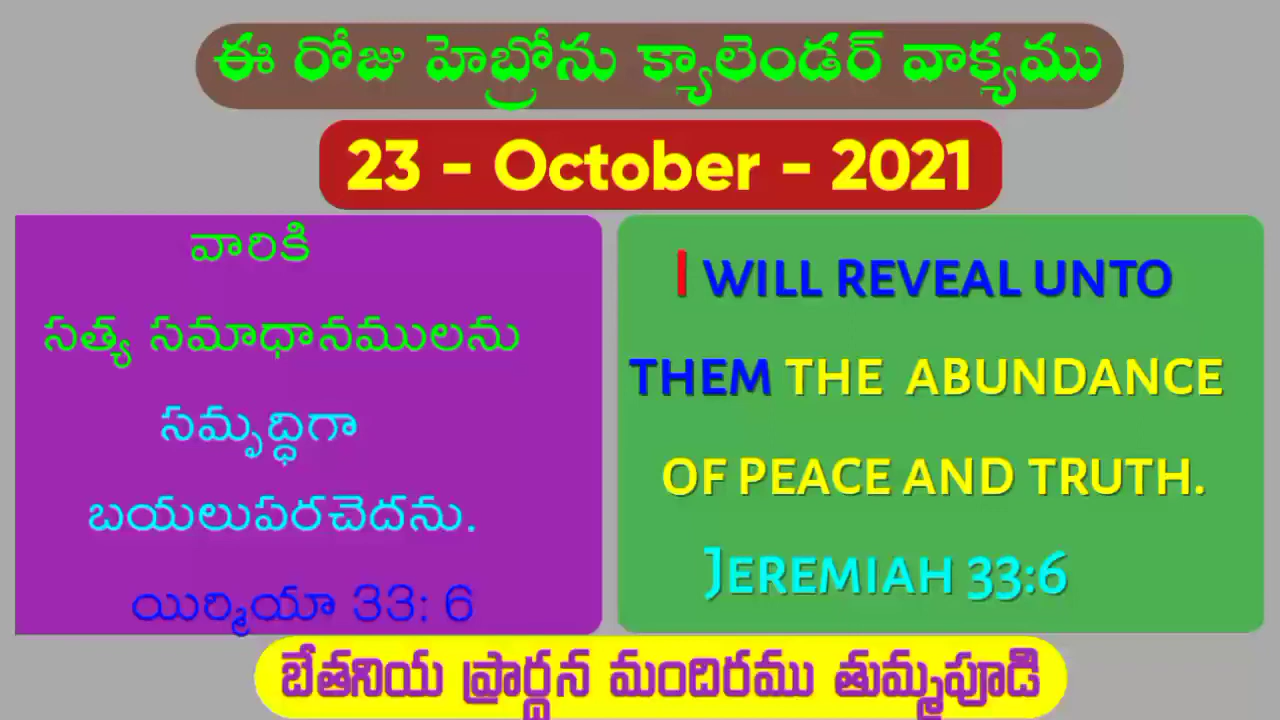 ఈ రోజు హెబ్రోను క్యాలెండర్ వాక్యము
23 - October - 2021
వారికి
సత్య సమాధానములను
సమృద్ధిగా
బయలుపరచెదను.
యిర్మియా 33: 6
I WILL REVEAL UNTO
THEM THE ABUNDANCE
OF PEACE AND TRUTH.
JEREMIAH 33:6
బేతనియ ప్రార్ధన మందిరము తుమ్మపూడి